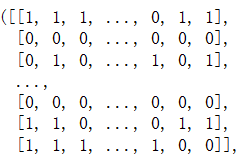 ([[1, 1, 1, ..., 0, 1, 1],
[0, 0, 0, ..., 0, 0, 0],
[0, 1, 0, ..., 1, 0, 1],
...,
[0, 0, 0, ..., 0, 0, 0],
[1, 1, 0, ..., 0, 1, 1],
[1, 1, 1, ..., 1, 0, 0]],